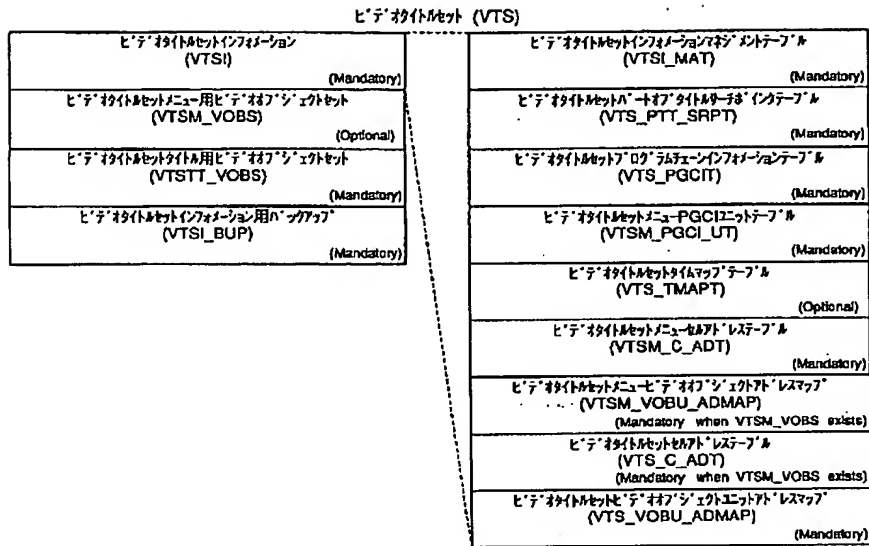 ビデオタイトルセット (VTS)
ビデオタイトルセットインフォメーション
(VTSI)
(Mandatory)
ビデオタイトルセットメニュー用ビデオオブジェクトセット
(VTSM_VOBS)
(Optional)
ビデオタイトルセットタイトル用ビデオオブジェクトセット
(VTSTT_VOBS)
(Mandatory)
ビデオタイトルセットインフォメーション用バックアップ
(VTSI_BUP)
(Mandatory)
ビデオタイトルセットインフォメーションマネジメントテーブル
(VTSI_MAT)
(Mandatory)
ビデオタイトルセットパートオブタイトルサーチポインタテーブル
(VTS_PTT_SRPT)
(Mandatory)
ビデオタイトルセットプログラムチェーンインフォメーションテーブル
(VTS_PGCIT)
(Mandatory)
ビデオタイトルセットメニューPGCIユニットテーブル
(VTSM_PGCI_UT)
(Mandatory)
ビデオタイトルセットタイムマップテーブル
(VTS_TMAPT)
(Optional)
ビデオタイトルセットメニューセルアドレステーブル
(VTSM_C_ADT)
(Mandatory)
ビデオタイトルセットメニュービデオオブジェクトアドレスマップ
(VTSM_VOBU_ADMAP)
(Mandatory when VTSM_VOBS exists)
ビデオタイトルセットセルアドレステーブル
(VTS_C_ADT)
(Mandatory when VTSM_VOBS exists)
ビデオタイトルセットビデオオブジェクトユニットアドレスマップ
(VTS_VOBU_ADMAP)
(Mandatory)